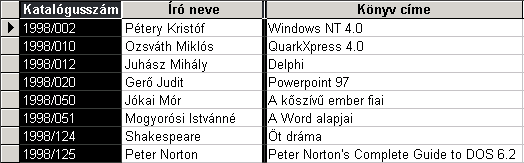 Katalógusszám Író neve Könyv címe
1998/002 Pétery Kristóf Windows NT 4.0
1998/010 Ozsváth Miklós QuarkXpress 4.0
1998/012 Juhász Mihály Delphi
1998/020 Gerő Judit Powerpoint 97
1998/050 Jókai Mór A kőszívű ember fiai
1998/051 Mogyorósi Istvánné A Word alapjai
1998/124 Shakespeare Öt dráma
1998/125 Peter Norton Peter Norton's Complete Guide to DOS 6.2